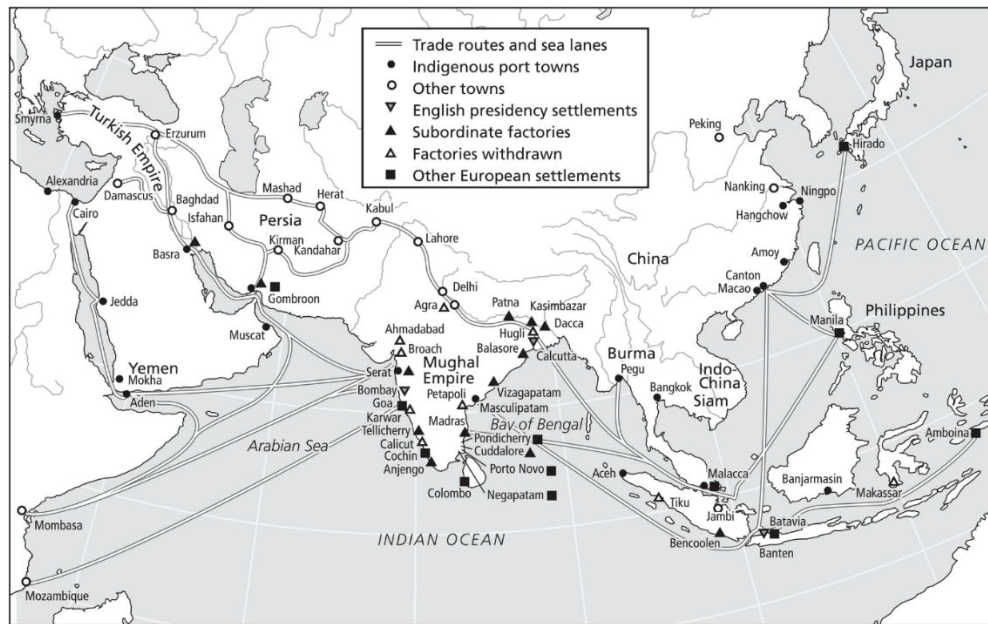 Trade routes and sea lanes
Indigenous port towns
Other towns
English presidency settlements
Subordinate factories
Factories withdrawn
Other European settlements
Japan
Peking
Hirado
Smyrna
Turkish Empire
Erzurum
Nanking
Ningpo
Hangchow
Alexandria
Damascus
Baghdad
Mashad
Herat
Kabul
Cairo
Isfahan
Persia
Kirman
Kandahar
Lahore
China
Amoy
PACIFIC OCEAN
Basra
Canton
Macao
Jedda
Gombroon
Delhi
Agra
Patna
Kasimbazar
Dacca
Hugli
Manila
Philippines
Muscat
Ahmadabad
Broach
Balasore
Calcutta
Burma
Pegu
Indo
China
Siam
Yemen
Mokha
Aden
Serat
Mughal
Empire
Bangkok
Bombay
Goa
Petapoli
Vizagapatam
Masculipatam
Karwar
Tellicherry
Madras
Bay of Bengal
Arabian Sea
Calicut
Cochin
Anjengo
Pondicherry
Cuddalore
Amboina
Aceh
Malacca
Banjarmasin
Porto Novo
Colombo
Negapatam
Tiku
Jambi
Makassar
Mombasa
Batavia
INDIAN OCEAN
Bencoolen
Banten
Mozambique